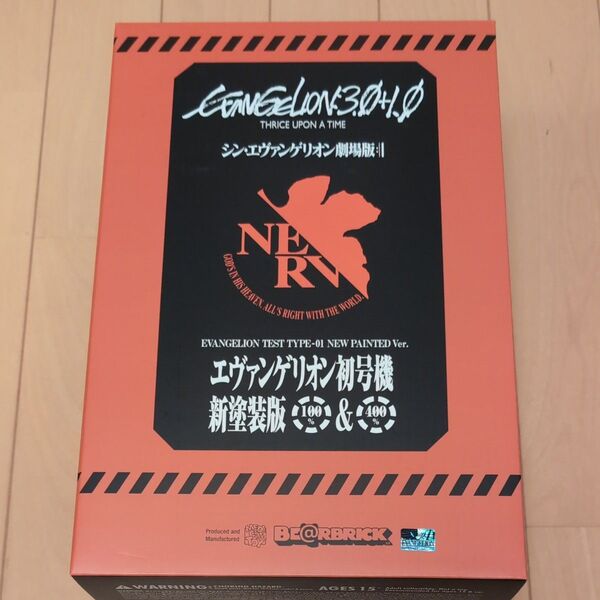 EVANGELION:3.0+1.0
THRICE UPON A TIME
シン・エヴァンゲリオン劇場版:||
NERV
GOD'S IN HIS HEAVEN. ALL'S RIGHT WITH THE WORLD.
EVANGELION TEST TYPE-01 NEW PAINTED Ver.
エヴァンゲリオン初号機
新塗装版 100% & 400%
Produced and
Manufactured
BE@RBRICK
WARNING: CHOKING HAZARD
AGES 15